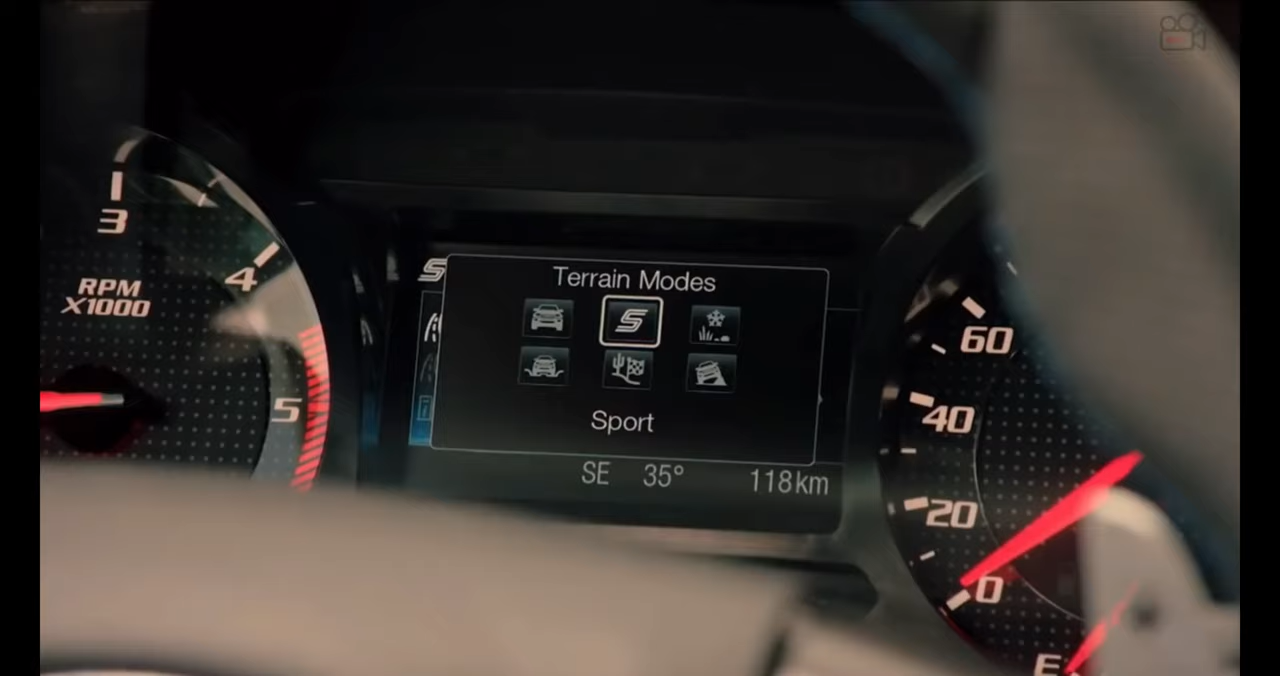 3
4
RPM
X1000
5
Terrain Modes
S
S
Sport
SE 35° 118km
60
40
20
0
E